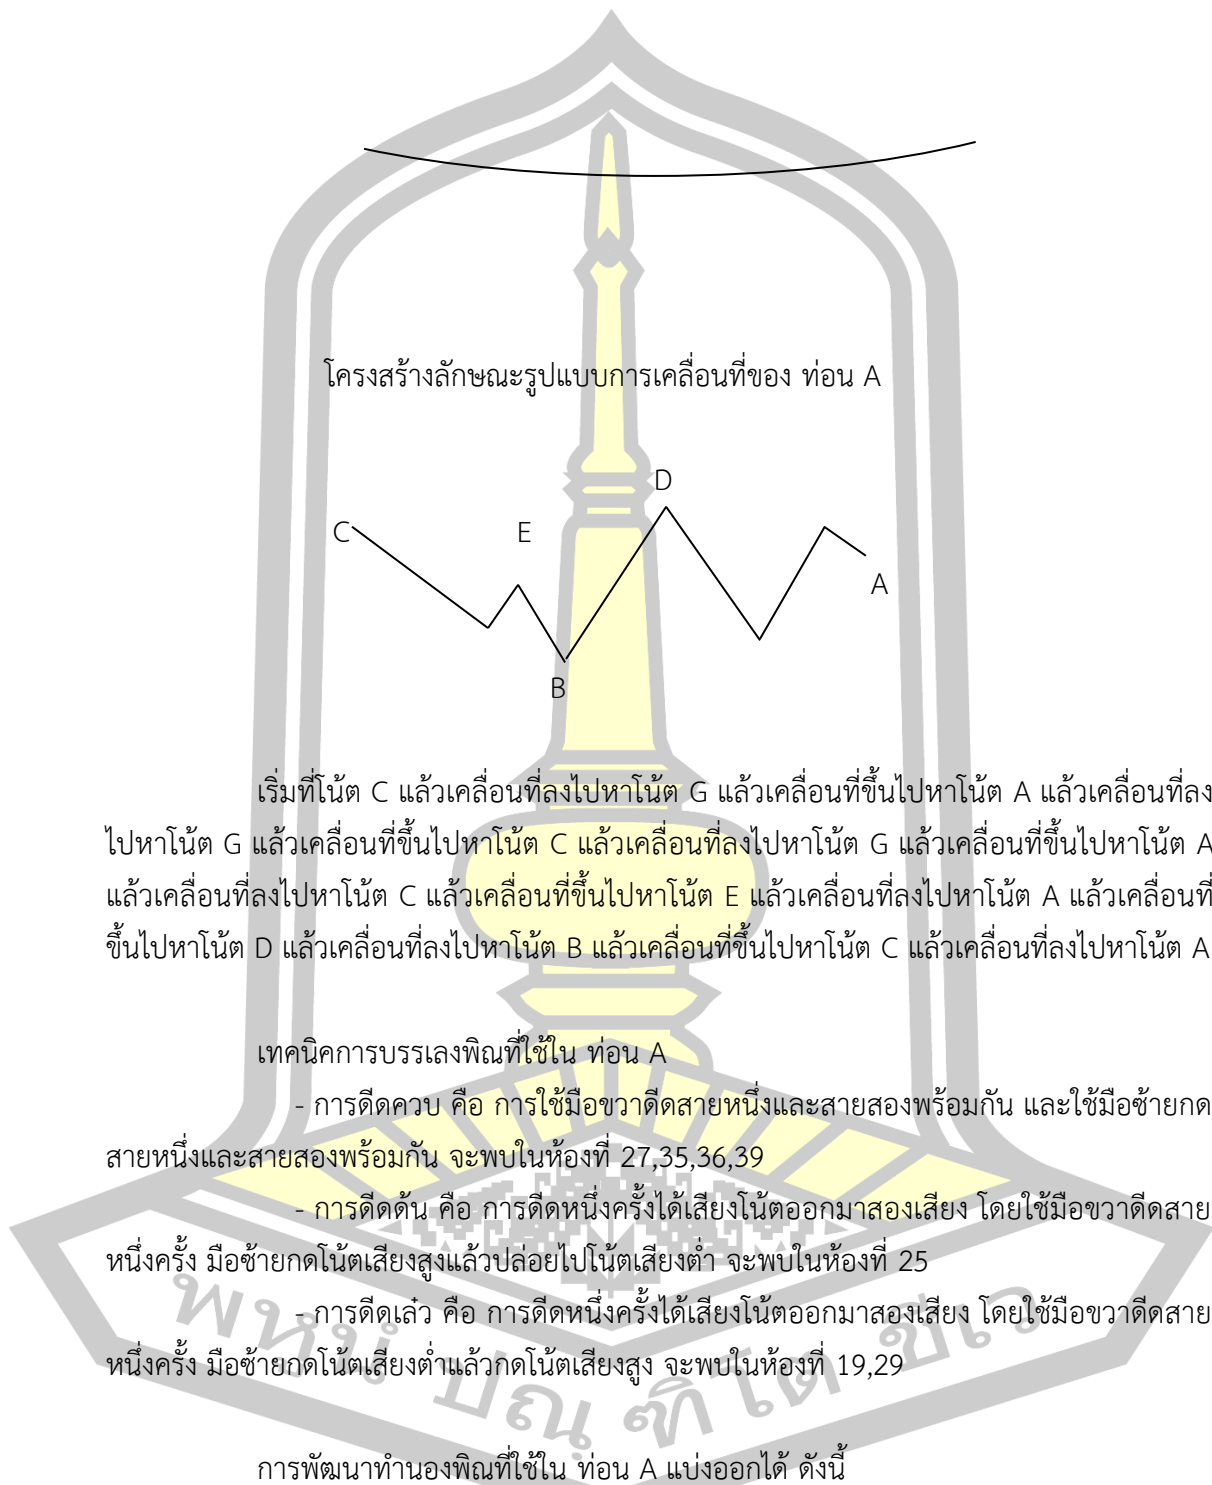 โครงสร้างลักษณะรูปแบบการเคลื่อนที่ของ ท่อน A
D
C
E
A
B
เริ่มที่โน้ต C แล้วเคลื่อนที่ลงไปหาโน้ต G แล้วเคลื่อนที่ขึ้นไปหาโน้ต A แล้วเคลื่อนที่ลง
ไปหาโน้ต G แล้วเคลื่อนที่ขึ้นไปหาโน้ต C แล้วเคลื่อนที่ลงไปหาโน้ต G แล้วเคลื่อนที่ขึ้นไปหาโน้ต A
แล้วเคลื่อนที่ลงไปหาโน้ต C แล้วเคลื่อนที่ขึ้นไปหาโน้ต E แล้วเคลื่อนที่ลงไปหาโน้ต A แล้วเคลื่อนที่
ขึ้นไปหาโน้ต D แล้วเคลื่อนที่ลงไปหาโน้ต B แล้วเคลื่อนที่ขึ้นไปหาโน้ต C แล้วเคลื่อนที่ลงไปหาโน้ต A
เทคนิคการบรรเลงพิณที่ใช้ใน ท่อน A
- การดีดควบ คือ การใช้มือขวาดีดสายหนึ่งและสายสองพร้อมกัน และใช้มือซ้ายกด
สายหนึ่งและสายสองพร้อมกัน จะพบในห้องที่ 27,35,36,39
- การดีดด้น คือ การดีดหนึ่งครั้งได้เสียงโน้ตออกมาสองเสียง โดยใช้มือขวาดีดสาย
หนึ่งครั้ง มือซ้ายกดโน้ตเสียงสูงแล้วปล่อยไปโน้ตเสียงต่ำ จะพบในห้องที่ 25
- การดีดเล๋ว คือ การดีดหนึ่งครั้งได้เสียงโน้ตออกมาสองเสียง โดยใช้มือขวาดีดสาย
หนึ่งครั้ง มือซ้ายกดโน้ตเสียงต่ำแล้วกดโน้ตเสียงสูง จะพบในห้องที่ 19,29
พหุนํ ปณฺฑิโต ชีเว
การพัฒนาทำนองพิณที่ใช้ใน ท่อน A แบ่งออกได้ ดังนี้